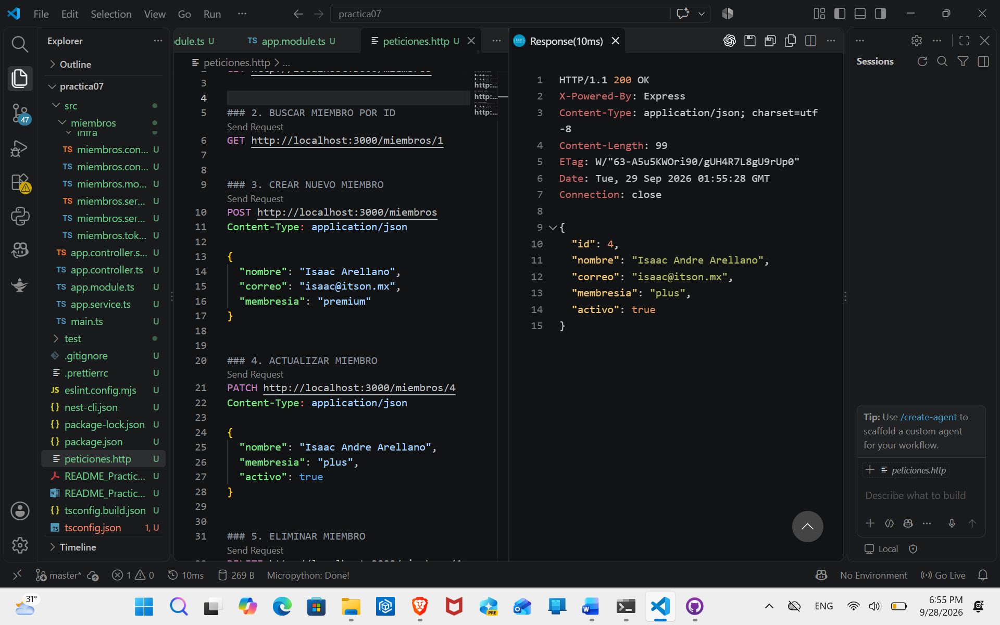 File Edit Selection View Go Run ···
practica07
Explorer
Outline
practica07
src
miembros
infra
TS miembros.con... U
TS miembros.con... U
TS miembros.mo... U
TS miembros.ser... U
TS miembros.ser... U
TS miembros.tok... U
TS app.controller.s... U
TS app.controller.ts U
TS app.module.ts U
TS app.service.ts U
TS main.ts U
test
.gitignore U
.prettierrc U
JS eslint.config.mjs U
{} nest-cli.json U
{} package-lock.json U
{} package.json U
peticiones.http U
README_Practic... U
README_Practic... U
{} tsconfig.build.json U
TS tsconfig.json 1, U
Timeline
47
dule.ts U
TS app.module.ts U
peticiones.http U
peticiones.http > ...
2 GET http://localhost:3000/miembros
3
4
5 ### 2. BUSCAR MIEMBRO POR ID
Send Request
6 GET http://localhost:3000/miembros/1
7
8
9 ### 3. CREAR NUEVO MIEMBRO
Send Request
10 POST http://localhost:3000/miembros
11 Content-Type: application/json
12
13 {
14 "nombre": "Isaac Arellano",
15 "correo": "isaac@itson.mx",
16 "membresia": "premium"
17 }
18
19
20 ### 4. ACTUALIZAR MIEMBRO
Send Request
21 PATCH http://localhost:3000/miembros/4
22 Content-Type: application/json
23
24 {
25 "nombre": "Isaac Andre Arellano",
26 "membresia": "plus",
27 "activo": true
28 }
29
30
31 ### 5. ELIMINAR MIEMBRO
Send Request
http:...
http:...
http:...
Response(10ms)
1 HTTP/1.1 200 OK
2 X-Powered-By: Express
3 Content-Type: application/json; charset=utf
-8
4 Content-Length: 99
5 ETag: W/"63-A5u5KWOri90/gUH4R7L8gU9rUp0"
6 Date: Tue, 29 Sep 2026 01:55:28 GMT
7 Connection: close
8
9 {
10 "id": 4,
11 "nombre": "Isaac Andre Arellano",
12 "correo": "isaac@itson.mx",
13 "membresia": "plus",
14 "activo": true
15 }
Sessions
Tip: Use /create-agent to
scaffold a custom agent
for your workflow.
peticiones.http
Describe what to build
Local
master* 1 0 10ms 269 B Micropython: Done!
No Environment Go Live
31°
PRE
ENG
6:55 PM
9/28/2026